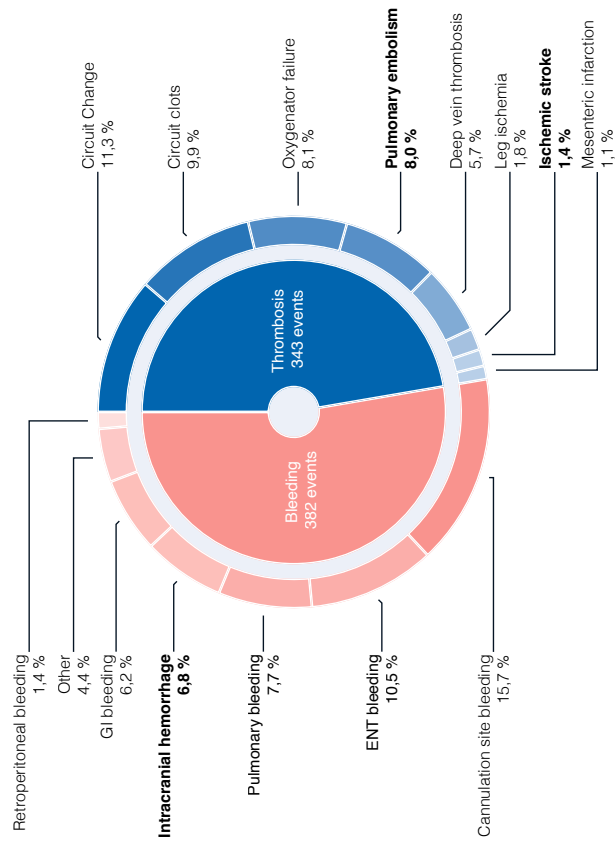 Retroperitoneal bleeding
1,4 %
Other
4,4 %
GI bleeding
6,2 %
Intracranial hemorrhage
6,8 %
Pulmonary bleeding
7,7 %
ENT bleeding
10,5 %
Cannulation site bleeding
15,7 %
Bleeding
382 events
Thrombosis
343 events
Circuit Change
11,3 %
Circuit clots
9,9 %
Oxygenator failure
8,1 %
Pulmonary embolism
8,0 %
Deep vein thrombosis
5,7 %
Leg ischemia
1,8 %
Ischemic stroke
1,4 %
Mesenteric infarction
1,1 %